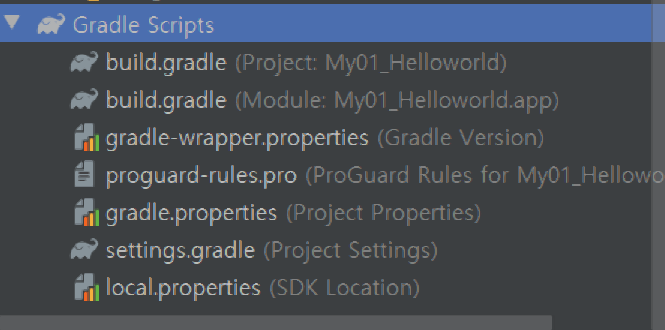 Gradle Scripts
build.gradle (Project: My01_Helloworld)
build.gradle (Module: My01_Helloworld.app)
gradle-wrapper.properties (Gradle Version)
proguard-rules.pro (ProGuard Rules for My01_Hellowo
gradle.properties (Project Properties)
settings.gradle (Project Settings)
local.properties (SDK Location)